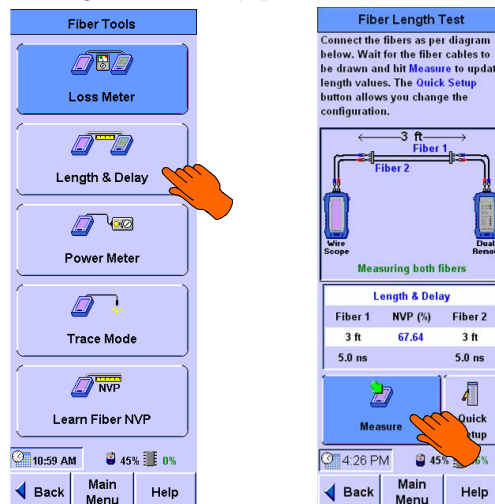 Fiber Tools
Loss Meter
Length & Delay
Power Meter
Trace Mode
NVP
Learn Fiber NVP
10:59 AM 45% 0%
Back Main Menu Help
Fiber Length Test
Connect the fibers as per diagram
below. Wait for the fiber cables to
be drawn and hit Measure to updat
length values. The Quick Setup
button allows you change the
configuration.
3 ft
Fiber 1
Fiber 2
Wire
Scope
Dual
Remo
Measuring both fibers
Length & Delay
Fiber 1 NVP (%) Fiber 2
3 ft 67.64 3 ft
5.0 ns 5.0 ns
Measure
Quick
etup
4:26 PM 45% 6%
Back Main Menu Help